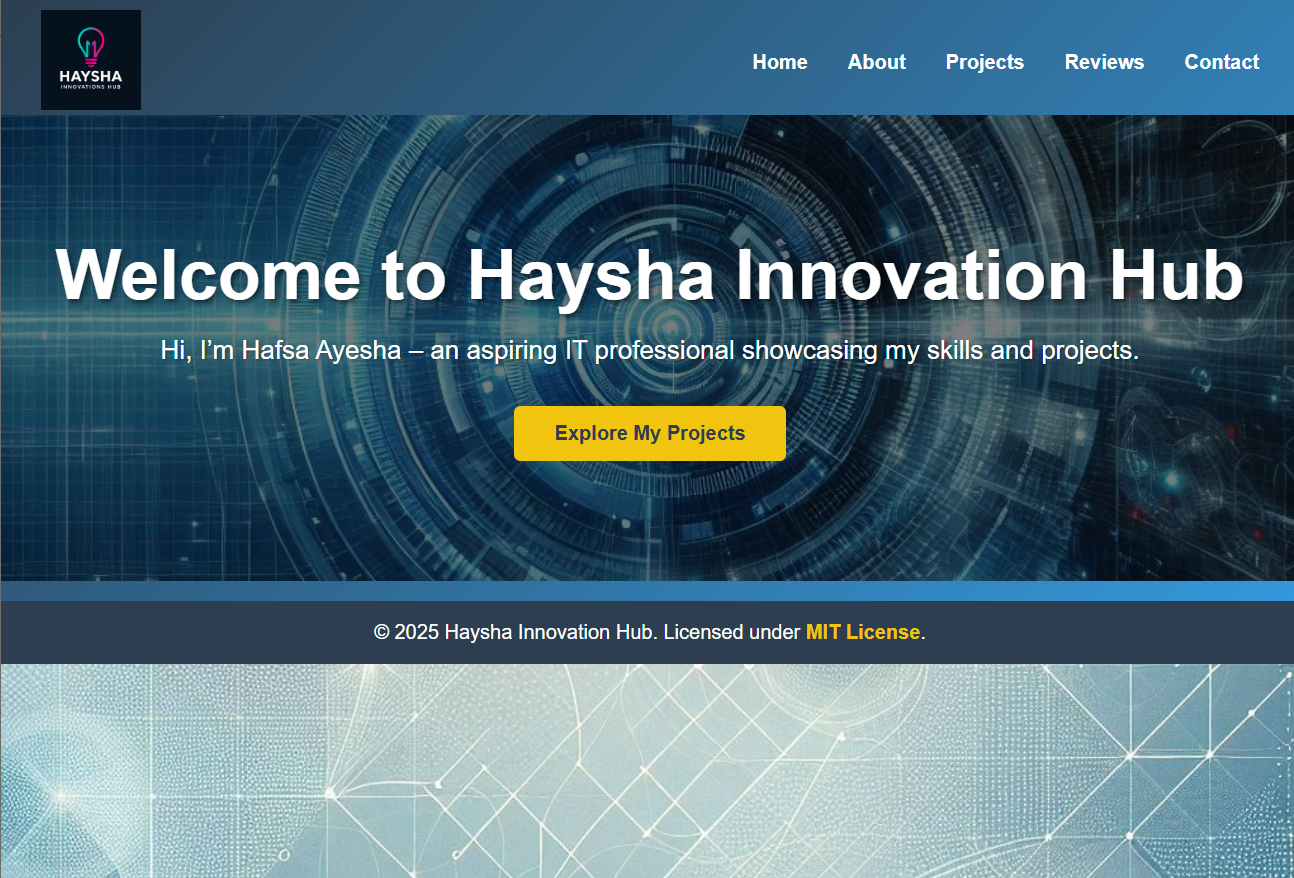 HAYSHA
INNOVATIONS HUB
Home About Projects Reviews Contact
Welcome to Haysha Innovation Hub
Hi, I’m Hafsa Ayesha – an aspiring IT professional showcasing my skills and projects.
Explore My Projects
© 2025 Haysha Innovation Hub. Licensed under MIT License.